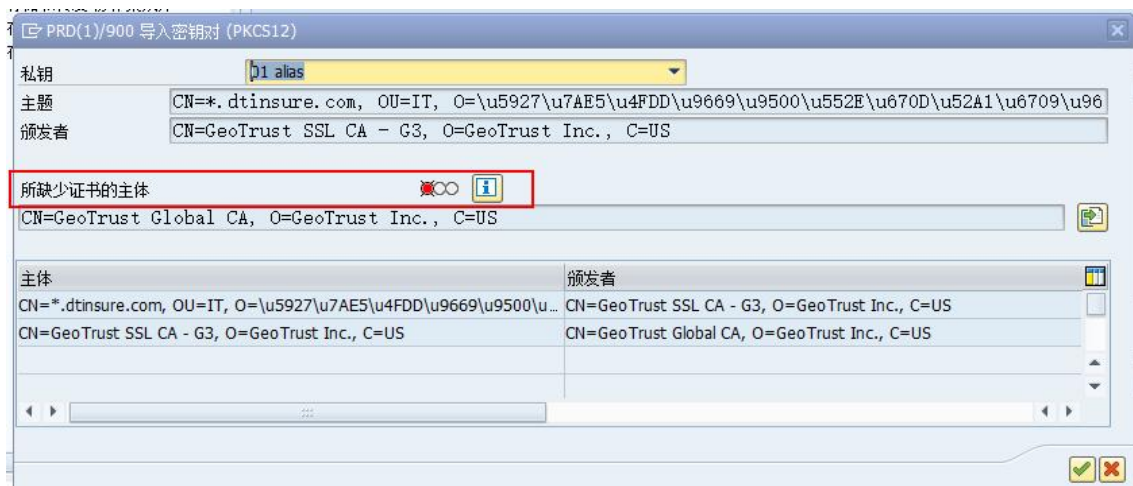 PRD(1)/900 导入密钥对 (PKCS12)
私钥 01 alias
主题 CN=*.dtinsure.com, OU=IT, O=\u5927\u7AE5\u4FDD\u9669\u9500\u552E\u670D\u52A1\u6709\u96
颁发者 CN=GeoTrust SSL CA - G3, O=GeoTrust Inc., C=US
所缺少证书的主体
CN=GeoTrust Global CA, O=GeoTrust Inc., C=US
主体 颁发者
CN=*.dtinsure.com, OU=IT, O=\u5927\u7AE5\u4FDD\u9669\u9500\u... CN=GeoTrust SSL CA - G3, O=GeoTrust Inc., C=US
CN=GeoTrust SSL CA - G3, O=GeoTrust Inc., C=US CN=GeoTrust Global CA, O=GeoTrust Inc., C=US